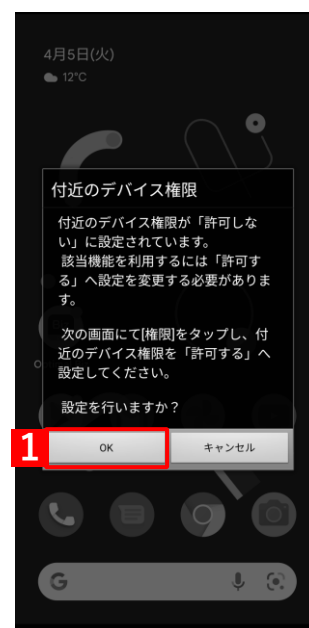 4月5日(火)
12°C
付近のデバイス権限
付近のデバイス権限が「許可しな
い」に設定されています。
該当機能を利用するには「許可す
る」へ設定を変更する必要がありま
す。
次の画面にて[権限]をタップし、付
近のデバイス権限を「許可する」へ
設定してください。
設定を行いますか？
1
OK
キャンセル
G